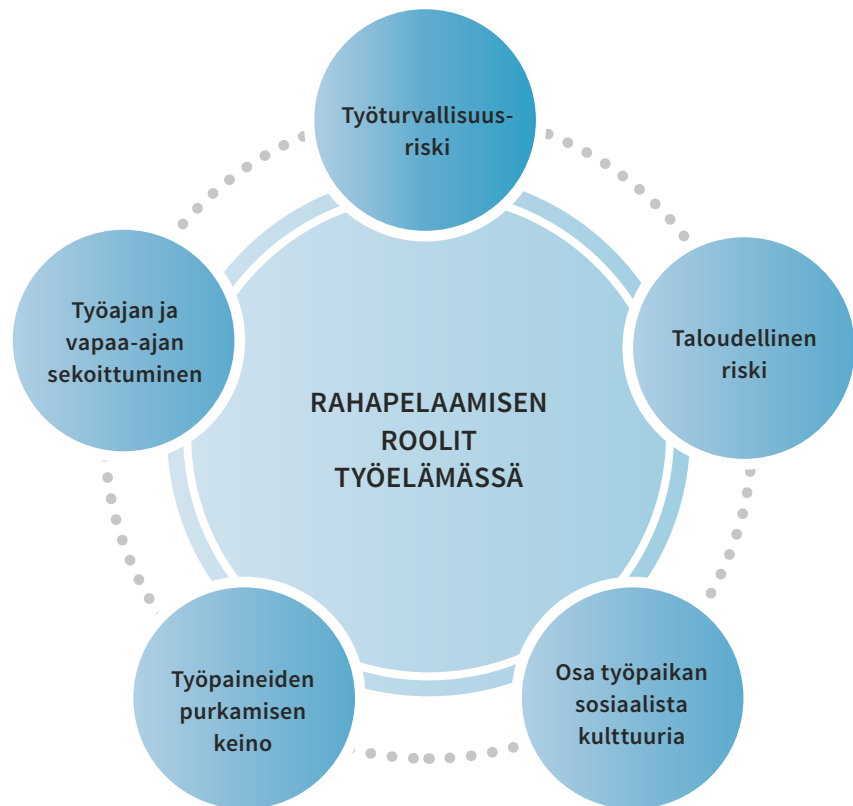 Työturvallisuus-
riski
Työajan ja
vapaa-ajan
sekoittuminen
Taloudellinen
riski
RAHAPELAAMISEN
ROOLIT
TYÖELÄMÄSSÄ
Työpaineiden
purkamisen
keino
Osa työpaikan
sosiaalista
kulttuuria